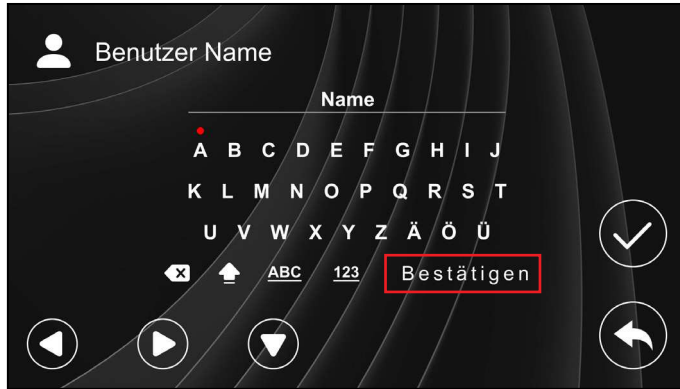 Benutzer Name
Name
A B C D E F G H I J
K L M N O P Q R S T
U V W X Y Z Ä Ö Ü
ABC 123 Bestätigen